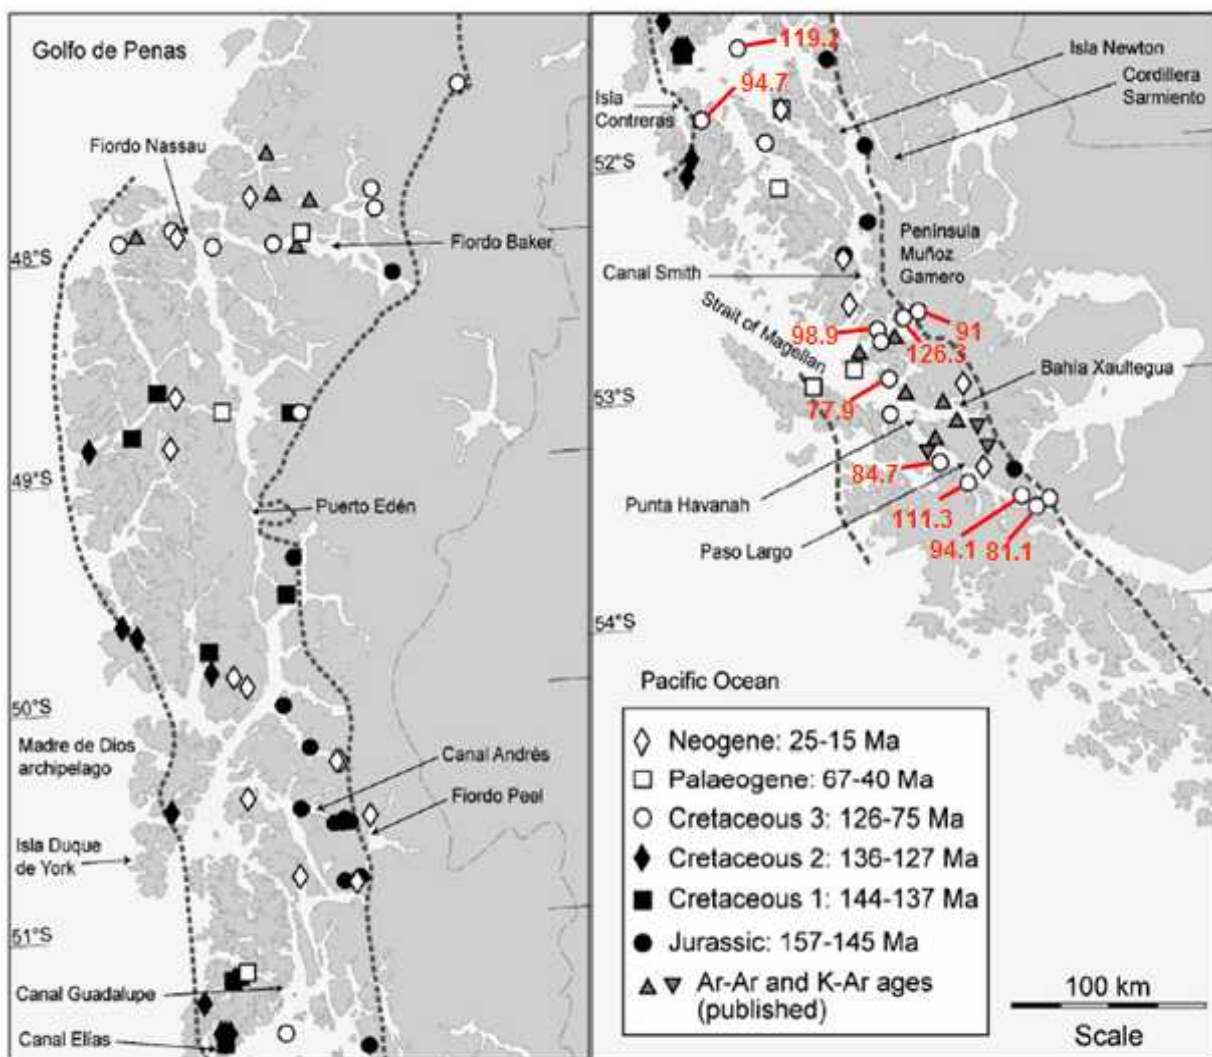 Golfo de Penas
Fiordo Nassau
Fiordo Baker
48°S
49°S
Puerto Edén
50°S
Madre de Dios
archipelago
Canal Andrés
Fiordo Peel
Isla Duque
de York
51°S
Canal Guadalupe
Canal Elías
119.2
94.7
Isla
Contreras
Isla Newton
Cordillera
Sarmiento
52°S
Península
Muñoz
Gamero
Canal Smith
Strait of Magellan
98.9
91
126.3
Bahía Xaultegua
53°S
77.9
84.7
Punta Havanah
111.3
94.1
81.1
Paso Largo
54°S
Pacific Ocean
Neogene: 25-15 Ma
Palaeogene: 67-40 Ma
Cretaceous 3: 126-75 Ma
Cretaceous 2: 136-127 Ma
Cretaceous 1: 144-137 Ma
Jurassic: 157-145 Ma
Ar-Ar and K-Ar ages
(published)
100 km
Scale